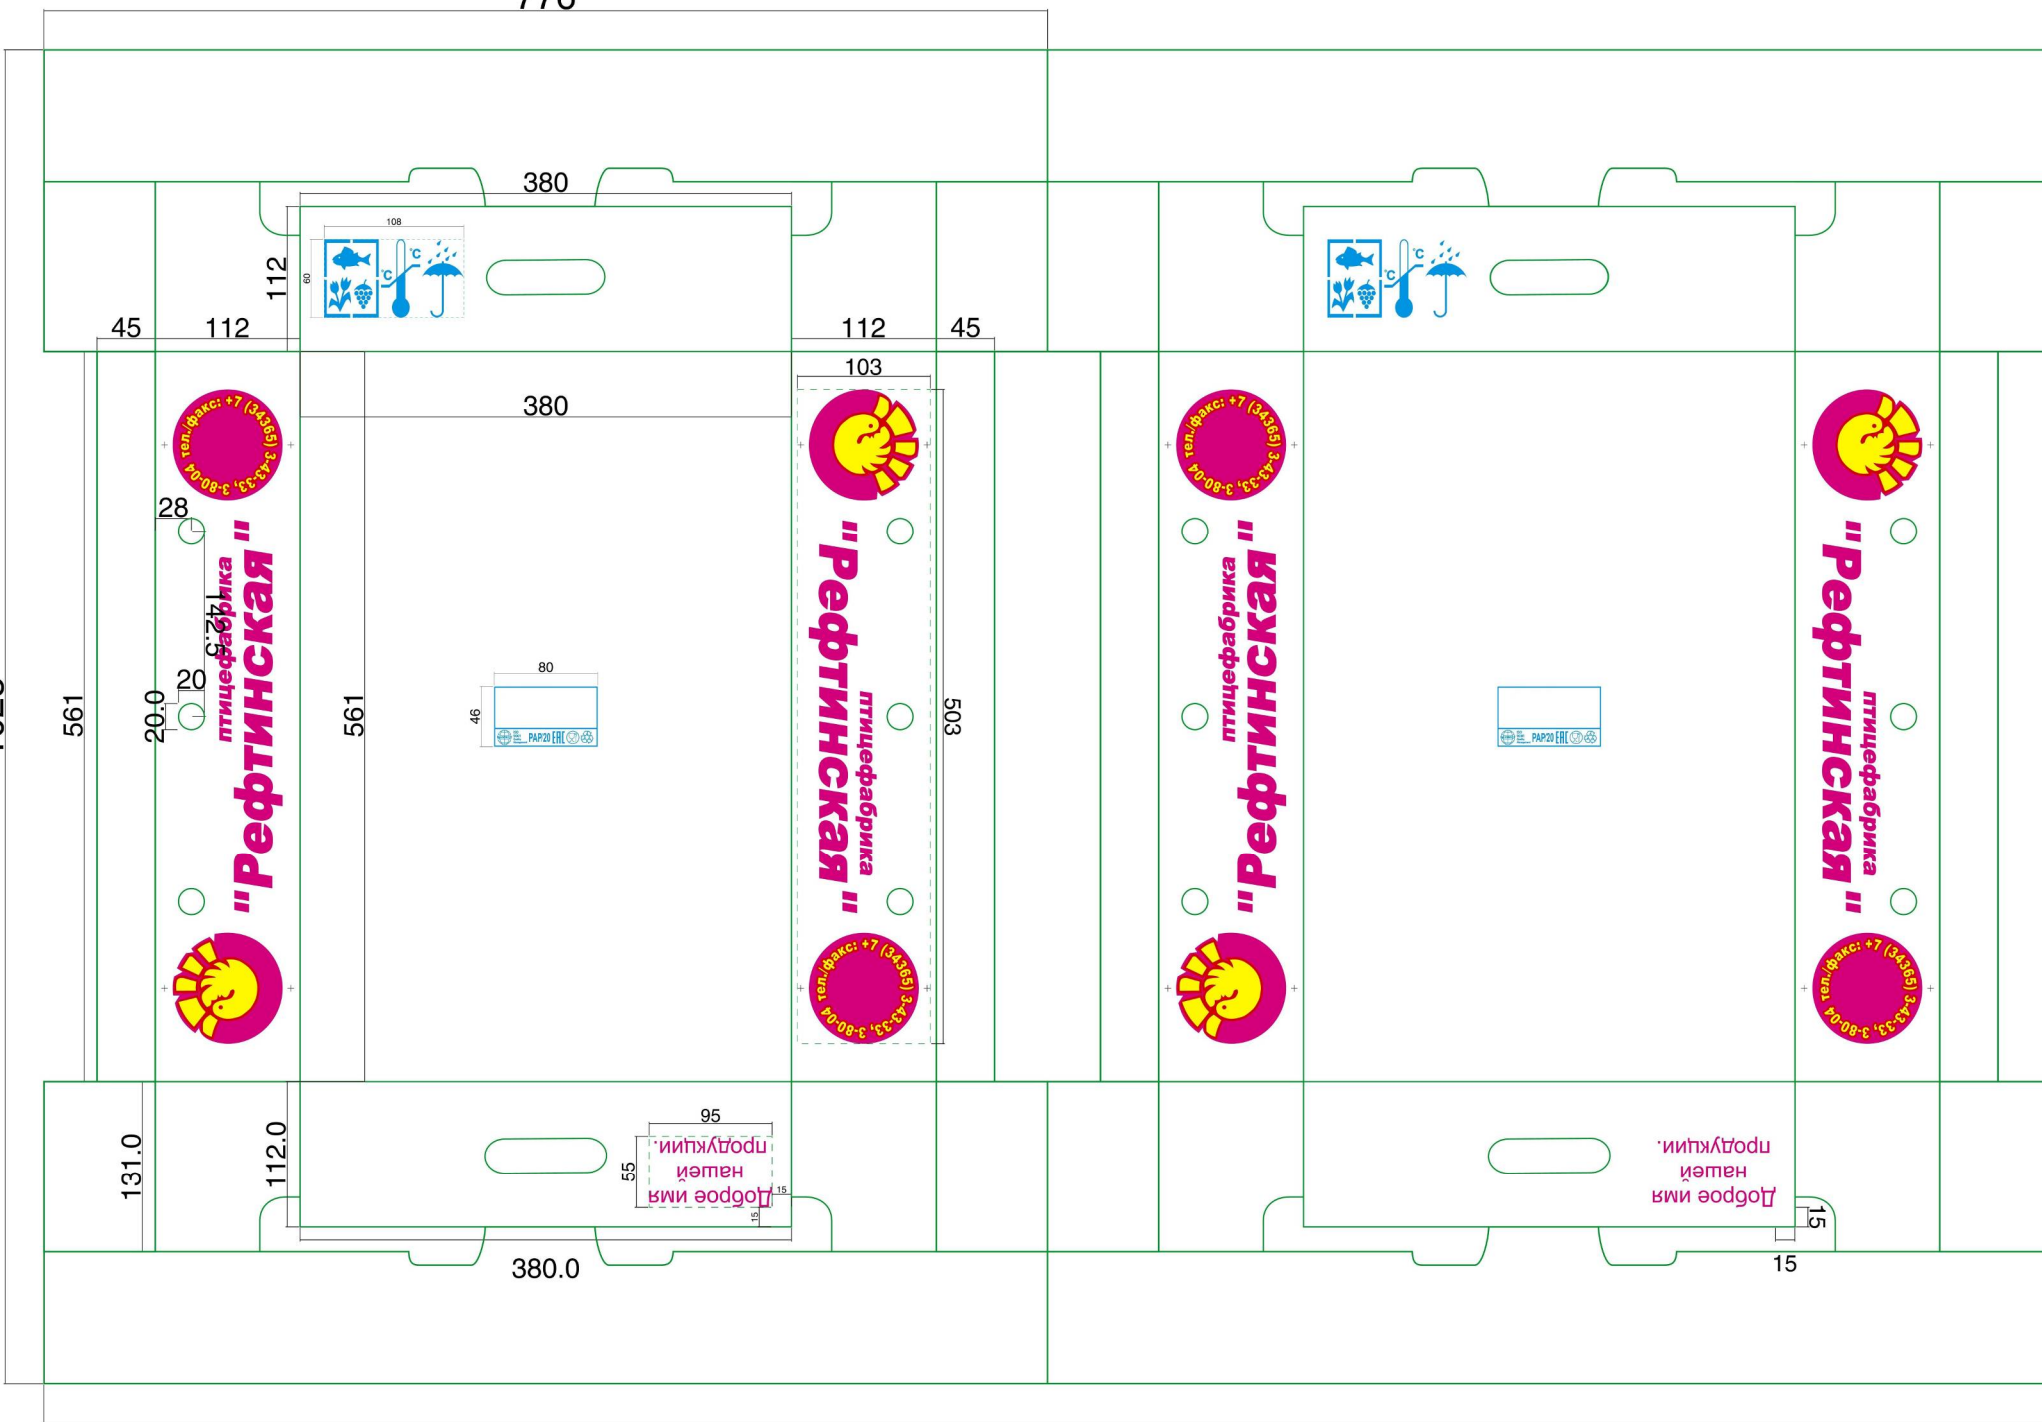 776
380
108
60
°C
°C
112
45
112
112
45
103
380
тел./факс: +7 (34365) 3-43-33, 3-80-04
28
142.5
20
20.0
561
561
птицефабрика
"Рефтинская"
80
46
PAP20 EAC
"Рефтинская"
птицефабрика
503
тел./факс: +7 (34365) 3-43-33, 3-80-04
131.0
112.0
95
55
15
15
Доброе имя
нашей
продукции.
380.0
°C
°C
тел./факс: +7 (34365) 3-43-33, 3-80-04
птицефабрика
"Рефтинская"
PAP20 EAC
"Рефтинская"
птицефабрика
тел./факс: +7 (34365) 3-43-33, 3-80-04
Доброе имя
нашей
продукции.
15
15